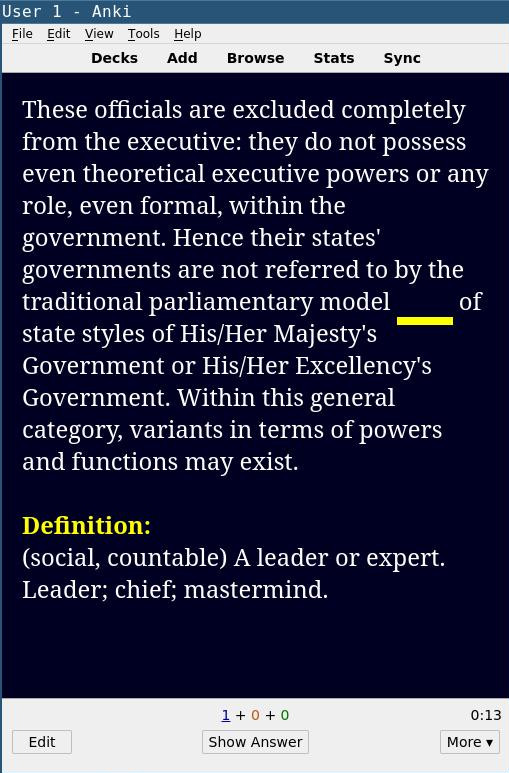 User 1 - Anki
File Edit View Tools Help
Decks Add Browse Stats Sync
These officials are excluded completely
from the executive: they do not possess
even theoretical executive powers or any
role, even formal, within the
government. Hence their states'
governments are not referred to by the
traditional parliamentary model ____ of
state styles of His/Her Majesty's
Government or His/Her Excellency's
Government. Within this general
category, variants in terms of powers
and functions may exist.
Definition:
(social, countable) A leader or expert.
Leader; chief; mastermind.
1 + 0 + 0 0:13
Edit Show Answer More ▾